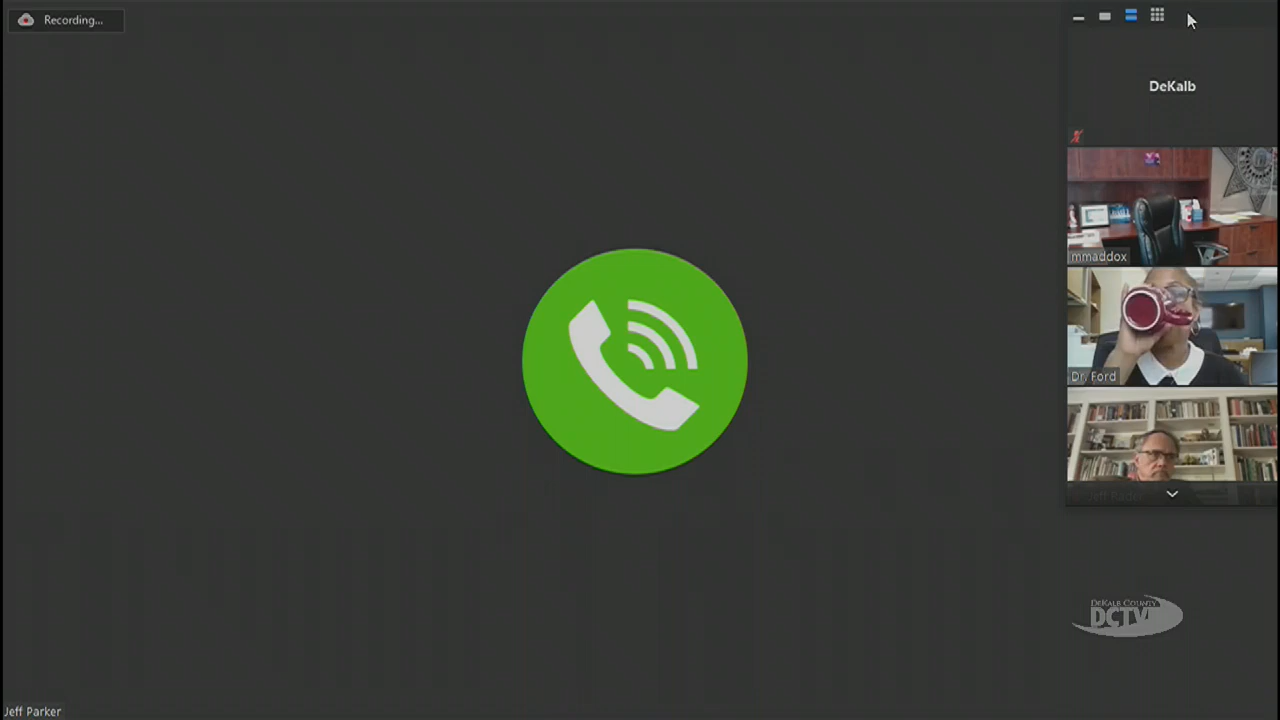 Recording...
DeKalb
mmaddox
Dr. Ford
DEKALB COUNTY
DCTV
Jeff Parker